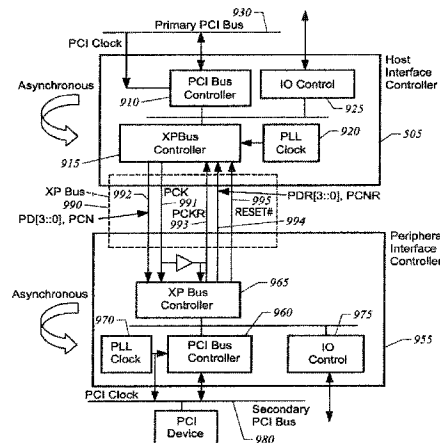 930
Primary PCI Bus
PCI Clock
Asynchronous
PCI Bus
Controller
910
IO Control
925
Host
Interface
Controller
XPBus
Controller
915
920
PLL
Clock
505
XP Bus
990
992
PCK
991
PCKR
993
995
RESET#
994
PDR[3::0], PCNR
PD[3::0], PCN
Peripheral
Interface
Controller
XP Bus
Controller
965
Asynchronous
970
960
975
PLL
Clock
PCI Bus
Controller
IO
Control
955
PCI Clock
Secondary
PCI Bus
PCI
Device
980